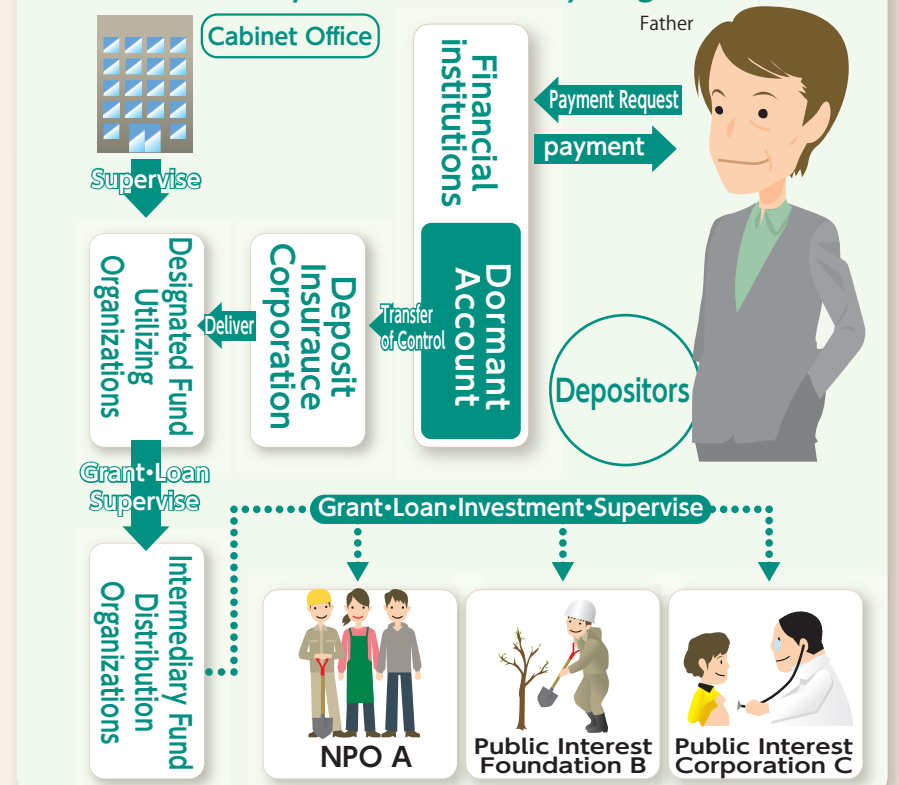 Father
Cabinet Office
Financial
institutions
Payment Request
payment
Supervise
Designated Fund
Utilizing
Organizations
Deliver
Deposit
Insurauce
Corporation
Transfer
of Control
Dormant
Account
Depositors
Grant•Loan
Supervise
Grant•Loan•Investment•Supervise
Intermediary Fund
Distribution
Organizations
NPO A
Public Interest
Foundation B
Public Interest
Corporation C